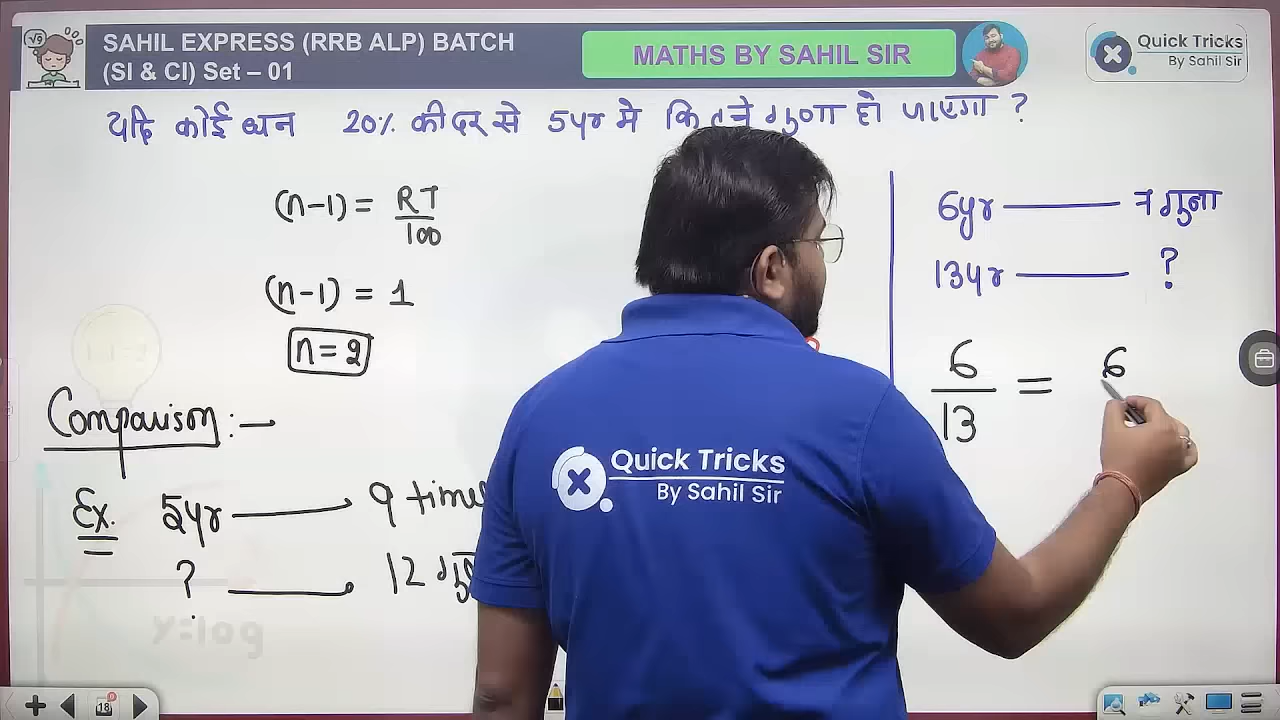 SAHIL EXPRESS (RRB ALP) BATCH
(SI & CI) Set – 01
MATHS BY SAHIL SIR
Quick Tricks
By Sahil Sir
यदि कोई धन 20% की दर से 5yr मे कितने गुणा हो जाएगा ?
(n-1) = RT
100
(n-1) = 1
n = 2
Comparison :-
Ex. 5yr — 9 times
? — 12
6yr — 7 गुना
13yr — ?
6
13
= 6
Quick Tricks
By Sahil Sir
y=log
18